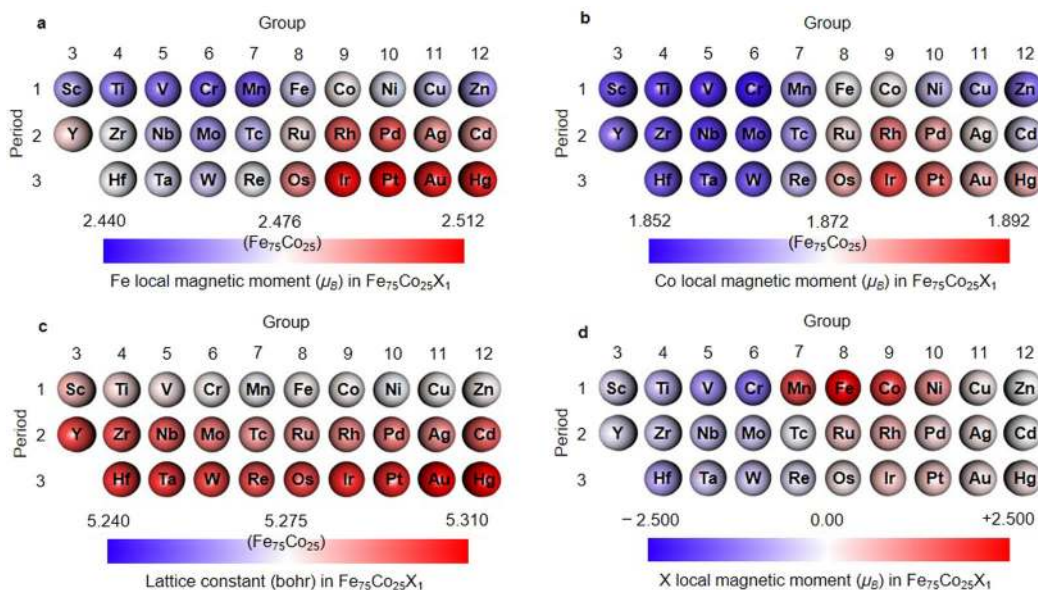 a
Group
3 4 5 6 7 8 9 10 11 12
Period
1 Sc Ti V Cr Mn Fe Co Ni Cu Zn
2 Y Zr Nb Mo Tc Ru Rh Pd Ag Cd
3 Hf Ta W Re Os Ir Pt Au Hg
2.440 2.476 2.512
(Fe₇₅Co₂₅)
Fe local magnetic moment (μB) in Fe₇₅Co₂₅X₁
b
Group
3 4 5 6 7 8 9 10 11 12
Period
1 Sc Ti V Cr Mn Fe Co Ni Cu Zn
2 Y Zr Nb Mo Tc Ru Rh Pd Ag Cd
3 Hf Ta W Re Os Ir Pt Au Hg
1.852 1.872 1.892
(Fe₇₅Co₂₅)
Co local magnetic moment (μB) in Fe₇₅Co₂₅X₁
c
Group
3 4 5 6 7 8 9 10 11 12
Period
1 Sc Ti V Cr Mn Fe Co Ni Cu Zn
2 Y Zr Nb Mo Tc Ru Rh Pd Ag Cd
3 Hf Ta W Re Os Ir Pt Au Hg
5.240 5.275 5.310
(Fe₇₅Co₂₅)
Lattice constant (bohr) in Fe₇₅Co₂₅X₁
d
Group
3 4 5 6 7 8 9 10 11 12
Period
1 Sc Ti V Cr Mn Fe Co Ni Cu Zn
2 Y Zr Nb Mo Tc Ru Rh Pd Ag Cd
3 Hf Ta W Re Os Ir Pt Au Hg
−2.500 0.00 +2.500
X local magnetic moment (μB) in Fe₇₅Co₂₅X₁